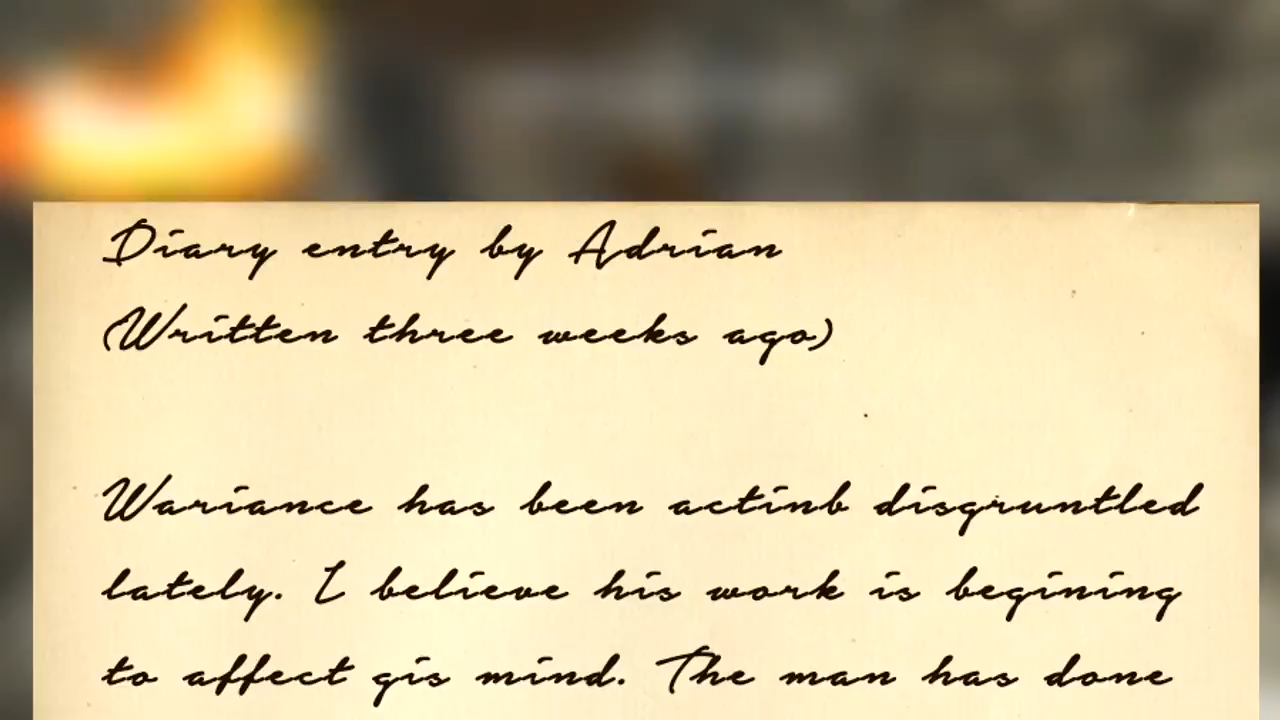 Diary entry by Adrian
(Written three weeks ago)
Wariance has been actinb disgruntled
lately. I believe his work is begining
to affect gis mind. The man has done